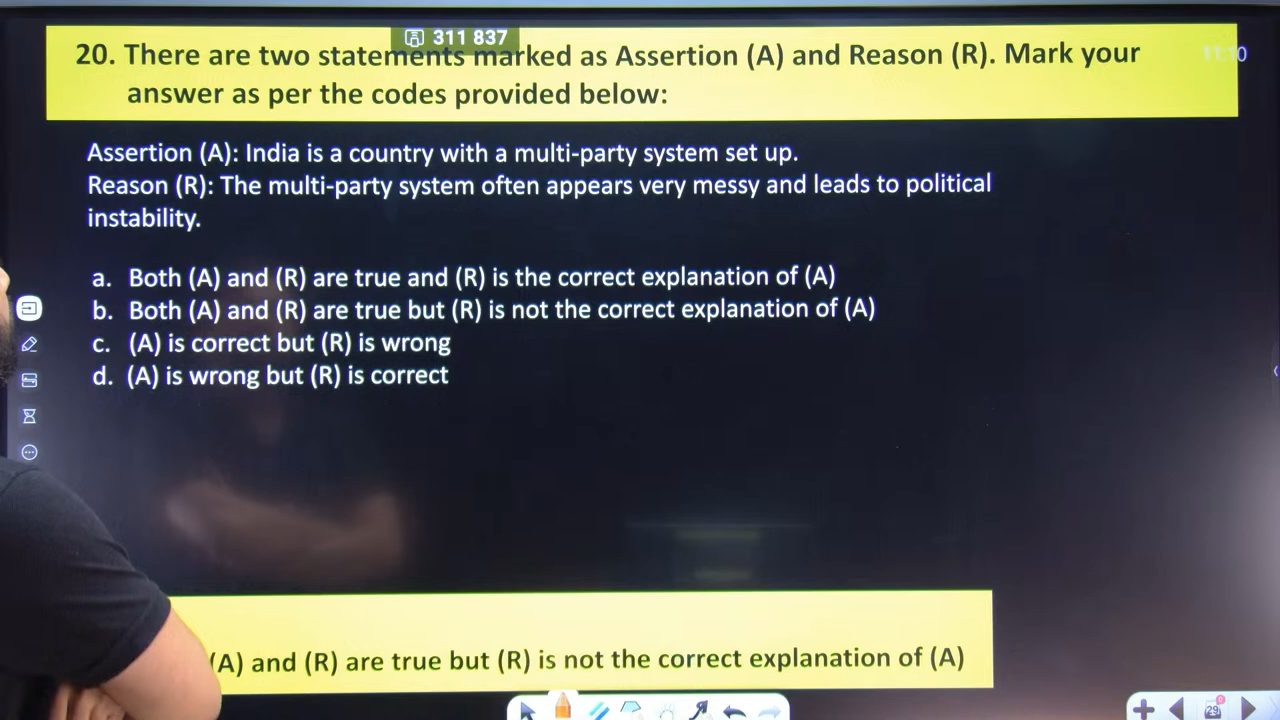 311 837
20. There are two statements marked as Assertion (A) and Reason (R). Mark your
11:10
answer as per the codes provided below:
Assertion (A): India is a country with a multi-party system set up.
Reason (R): The multi-party system often appears very messy and leads to political
instability.
a. Both (A) and (R) are true and (R) is the correct explanation of (A)
b. Both (A) and (R) are true but (R) is not the correct explanation of (A)
c. (A) is correct but (R) is wrong
d. (A) is wrong but (R) is correct
(A) and (R) are true but (R) is not the correct explanation of (A)
29